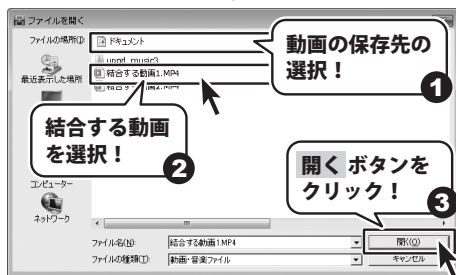 ファイルを開く
ファイルの場所(I):
ドキュメント
動画の保存先の
選択！
1
最近表示した場所
結合する動画1.MP4
結合する動画
を選択！
2
開く ボタンを
クリック！
3
コンピューター
ネットワーク
ファイル名(N):
結合する動画1.MP4
開く(O)
ファイルの種類(T):
動画・音楽ファイル
キャンセル